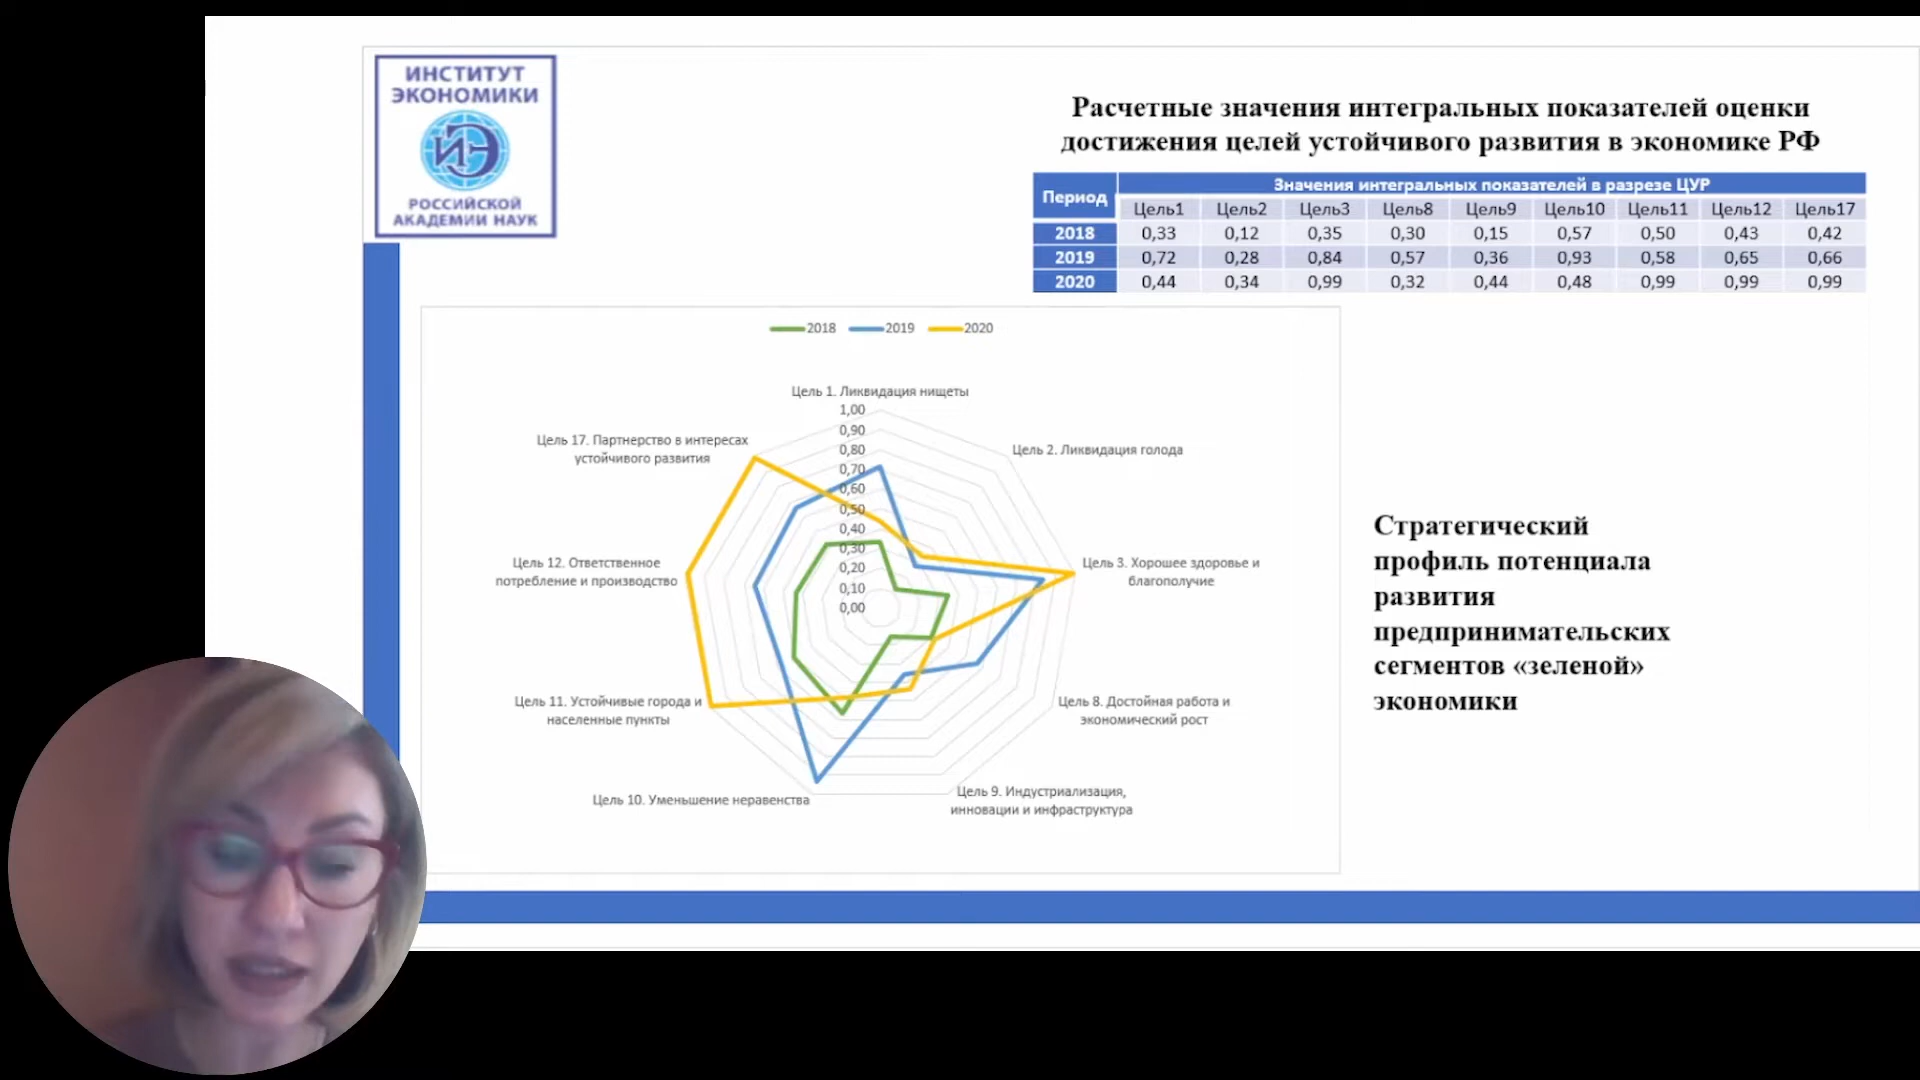 ИНСТИТУТ
ЭКОНОМИКИ
ИЭ
РОССИЙСКОЙ
АКАДЕМИИ НАУК
Расчетные значения интегральных показателей оценки
достижения целей устойчивого развития в экономике РФ
Период Значения интегральных показателей в разрезе ЦУР
Цель1 Цель2 Цель3 Цель8 Цель9 Цель10 Цель11 Цель12 Цель17
2018 0,33 0,12 0,35 0,30 0,15 0,57 0,50 0,43 0,42
2019 0,72 0,28 0,84 0,57 0,36 0,93 0,58 0,65 0,66
2020 0,44 0,34 0,99 0,32 0,44 0,48 0,99 0,99 0,99
2018 2019 2020
Цель 1. Ликвидация нищеты
1,00
0,90
0,80
0,70
0,60
0,50
0,40
0,30
0,20
0,10
0,00
Цель 2. Ликвидация голода
Цель 3. Хорошее здоровье и
благополучие
Цель 8. Достойная работа и
экономический рост
Цель 9. Индустриализация,
инновации и инфраструктура
Цель 10. Уменьшение неравенства
Цель 11. Устойчивые города и
населенные пункты
Цель 12. Ответственное
потребление и производство
Цель 17. Партнерство в интересах
устойчивого развития
Стратегический
профиль потенциала
развития
предпринимательских
сегментов «зеленой»
экономики